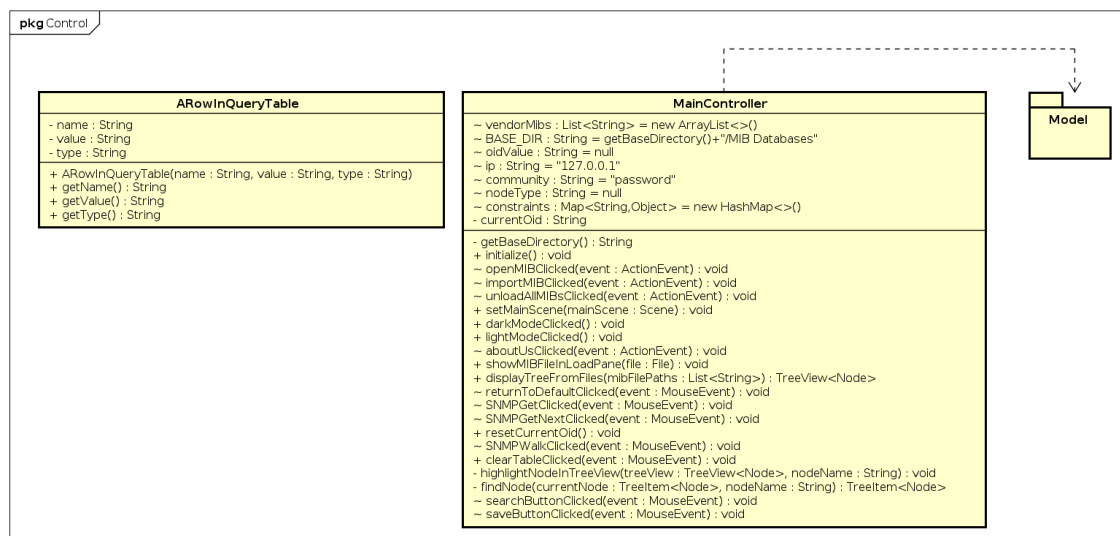 pkg Control
ARowInQueryTable
- name : String
- value : String
- type : String
+ ARowInQueryTable(name : String, value : String, type : String)
+ getName() : String
+ getValue() : String
+ getType() : String
MainController
~ vendorMibs : List<String> = new ArrayList<>()
~ BASE_DIR : String = getBaseDirectory()+"/MIB Databases"
~ oidValue : String = null
~ ip : String = "127.0.0.1"
~ community : String = "password"
~ nodeType : String = null
~ constraints : Map<String,Object> = new HashMap<>()
- currentOid : String
- getBaseDirectory() : String
+ initialize() : void
~ openMIBClicked(event : ActionEvent) : void
~ importMIBClicked(event : ActionEvent) : void
~ unloadAllMIBsClicked(event : ActionEvent) : void
+ setMainScene(mainScene : Scene) : void
+ darkModeClicked() : void
+ lightModeClicked() : void
~ aboutUsClicked(event : ActionEvent) : void
+ showMIBFileInLoadPane(file : File) : void
+ displayTreeFromFiles(mibFilePaths : List<String>) : TreeView<Node>
~ returnToDefaultClicked(event : MouseEvent) : void
~ SNMPGetClicked(event : MouseEvent) : void
~ SNMPGetNextClicked(event : MouseEvent) : void
+ resetCurrentOid() : void
~ SNMPWalkClicked(event : MouseEvent) : void
+ clearTableClicked(event : MouseEvent) : void
- highlightNodeInTreeView(treeView : TreeView<Node>, nodeName : String) : void
- findNode(currentNode : TreeItem<Node>, nodeName : String) : TreeItem<Node>
~ searchButtonClicked(event : MouseEvent) : void
~ saveButtonClicked(event : MouseEvent) : void
Model